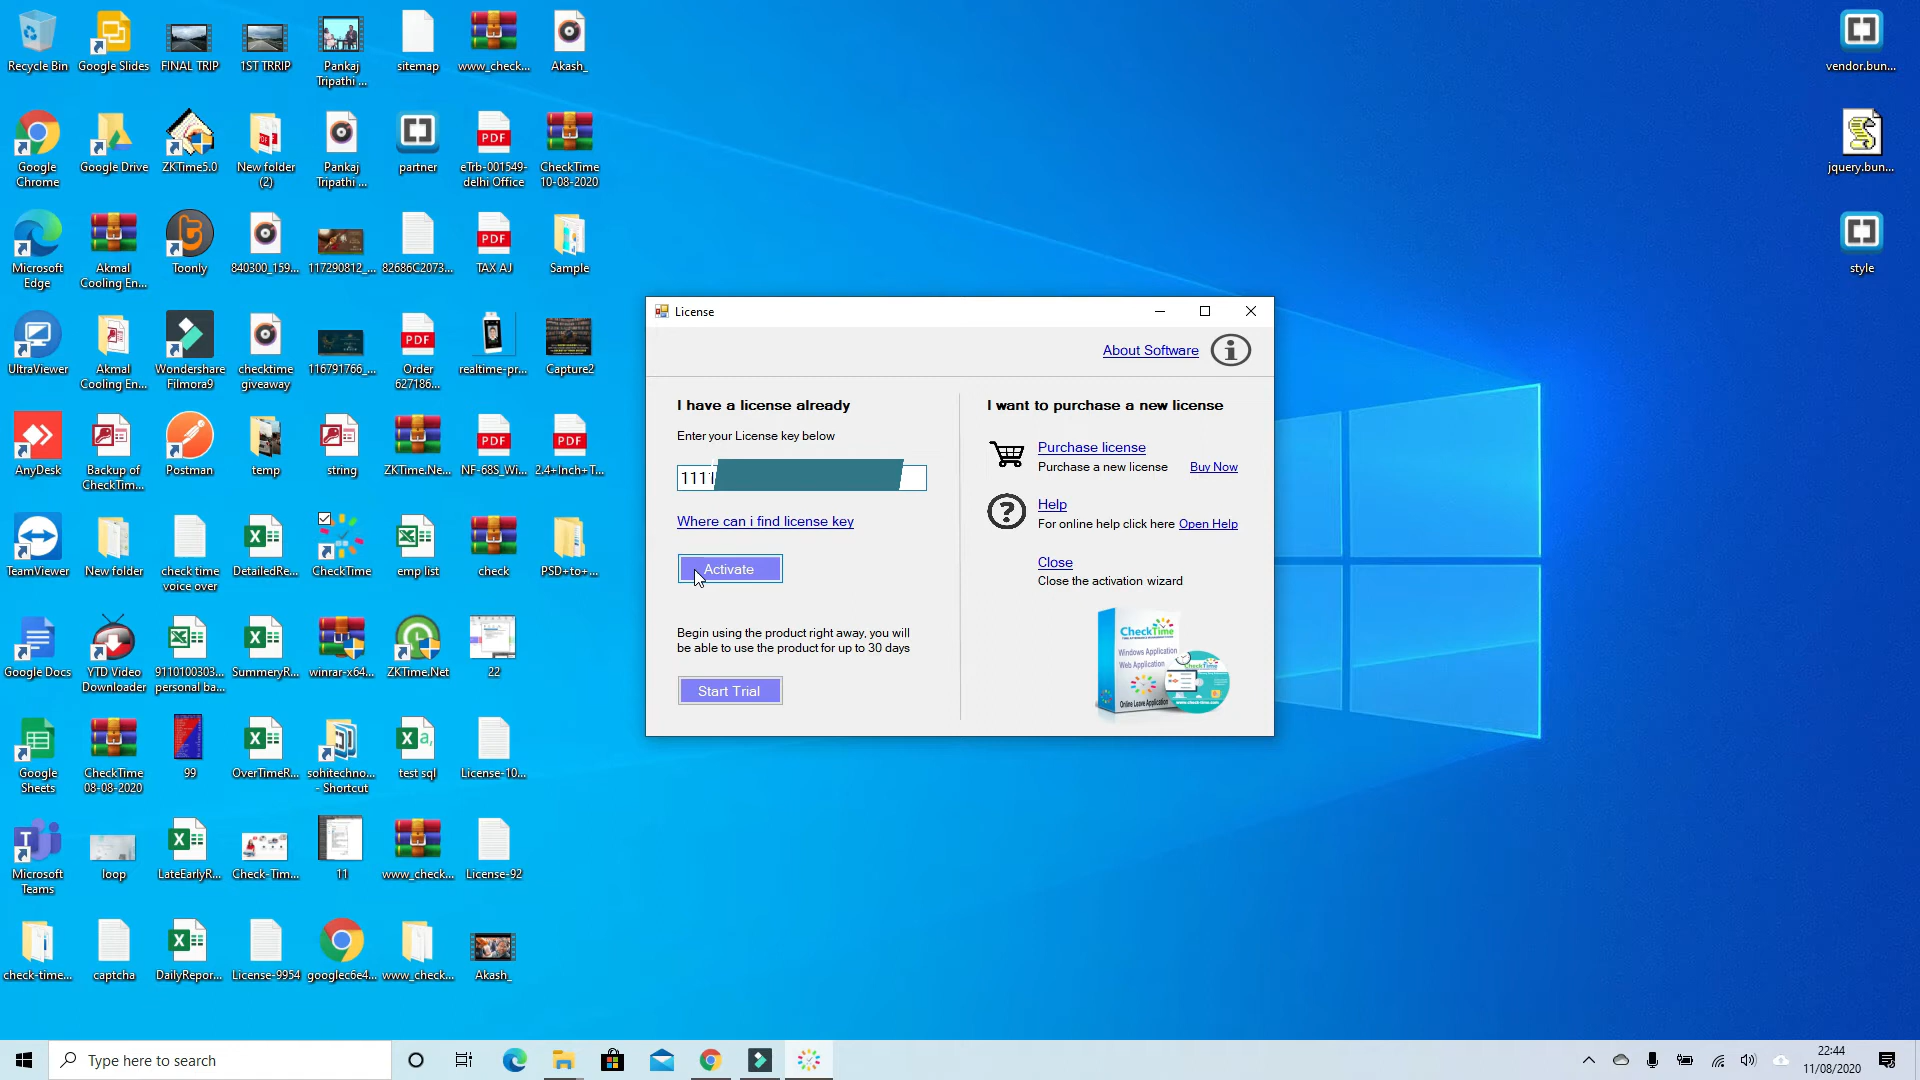 Recycle Bin
Google Slides
FINAL TRIP
1ST TRRIP
Pankaj
Tripathi ...
sitemap
www_check...
Akash_
vendor.bun...
Google
Chrome
Google Drive
ZKTime5.0
New folder
(2)
Pankaj
Tripathi ...
partner
eTrb-001549-
delhi Office
CheckTime
10-08-2020
jquery.bun...
Microsoft
Edge
Akmal
Cooling En...
Toonly
840300_159...
117290812_...
82686C2073...
TAX AJ
Sample
style
UltraViewer
Akmal
Cooling En...
Wondershare
Filmora9
checktime
giveaway
116791766_...
Order
627186...
realtime-pr...
Capture2
AnyDesk
Backup of
CheckTim...
Postman
temp
string
ZKTime.Ne...
NF-68S_Wi...
2.4+Inch+T...
TeamViewer
New folder
check time
voice over
DetailedRe...
CheckTime
emp list
check
PSD+to+...
Google Docs
YTD Video
Downloader
9110100303...
personal ba...
SummeryR...
winrar-x64...
ZKTime.Net
22
Google
Sheets
CheckTime
08-08-2020
99
OverTimeR...
sohitechno...
- Shortcut
test sql
License-10...
Microsoft
Teams
loop
LateEarlyR...
Check-Tim...
11
www_check...
License-92
check-time...
captcha
DailyRepor...
License-9954
googlec6e4...
www_check...
Akash_
License
About Software
I have a license already
Enter your License key below
111
Where can i find license key
Activate
Begin using the product right away, you will
be able to use the product for up to 30 days
Start Trial
I want to purchase a new license
Purchase license
Purchase a new license Buy Now
Help
For online help click here Open Help
Close
Close the activation wizard
CheckTime
Windows Application
Web Application
Online Leave Application
Type here to search
22:44
11/08/2020